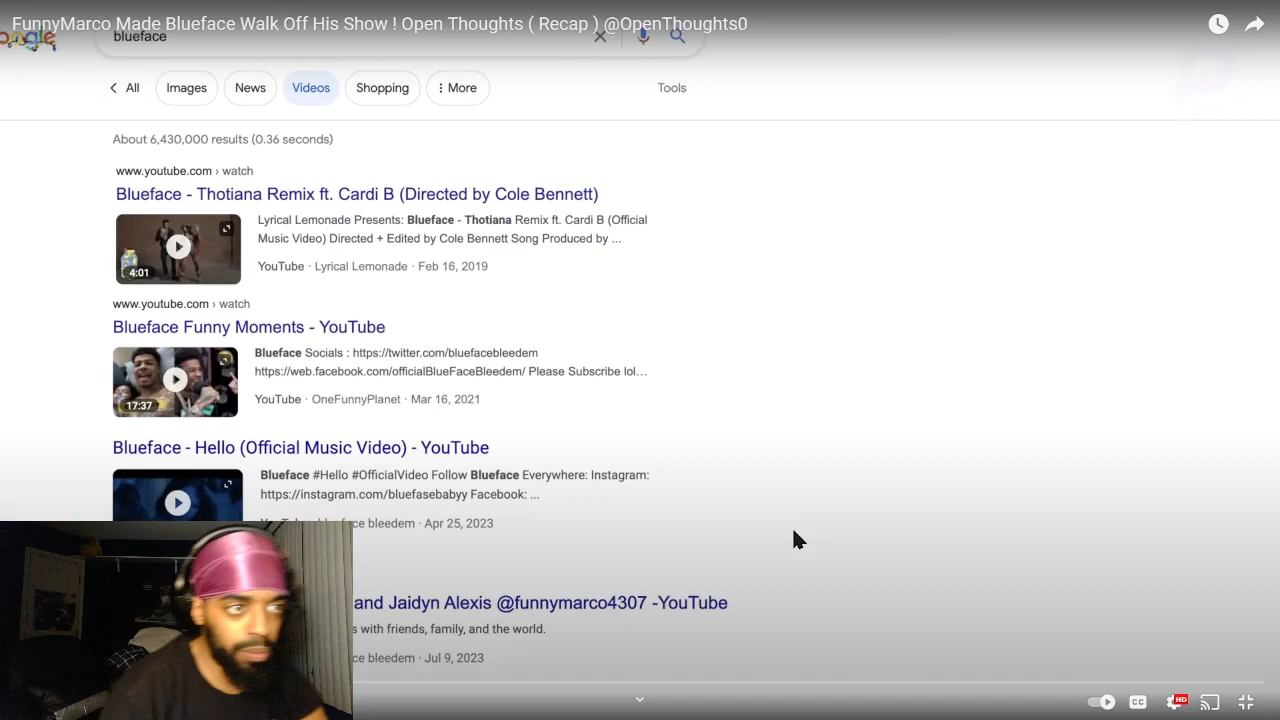 FunnyMarco Made Blueface Walk Off His Show ! Open Thoughts ( Recap ) @OpenThoughts0
blueface
All Images News Videos Shopping More Tools
About 6,430,000 results (0.36 seconds)
www.youtube.com › watch
Blueface - Thotiana Remix ft. Cardi B (Directed by Cole Bennett)
Lyrical Lemonade Presents: Blueface - Thotiana Remix ft. Cardi B (Official
Music Video) Directed + Edited by Cole Bennett Song Produced by ...
4:01
YouTube · Lyrical Lemonade · Feb 16, 2019
www.youtube.com › watch
Blueface Funny Moments - YouTube
Blueface Socials : https://twitter.com/bluefacebleedem
https://web.facebook.com/officialBlueFaceBleedem/ Please Subscribe lol...
17:37
YouTube · OneFunnyPlanet · Mar 16, 2021
Blueface - Hello (Official Music Video) - YouTube
Blueface #Hello #OfficialVideo Follow Blueface Everywhere: Instagram:
https://instagram.com/bluefasebabyy Facebook: ...
bleedem · Apr 25, 2023
and Jaidyn Alexis @funnymarco4307 -YouTube
with friends, family, and the world.
bleedem · Jul 9, 2023
CC HD